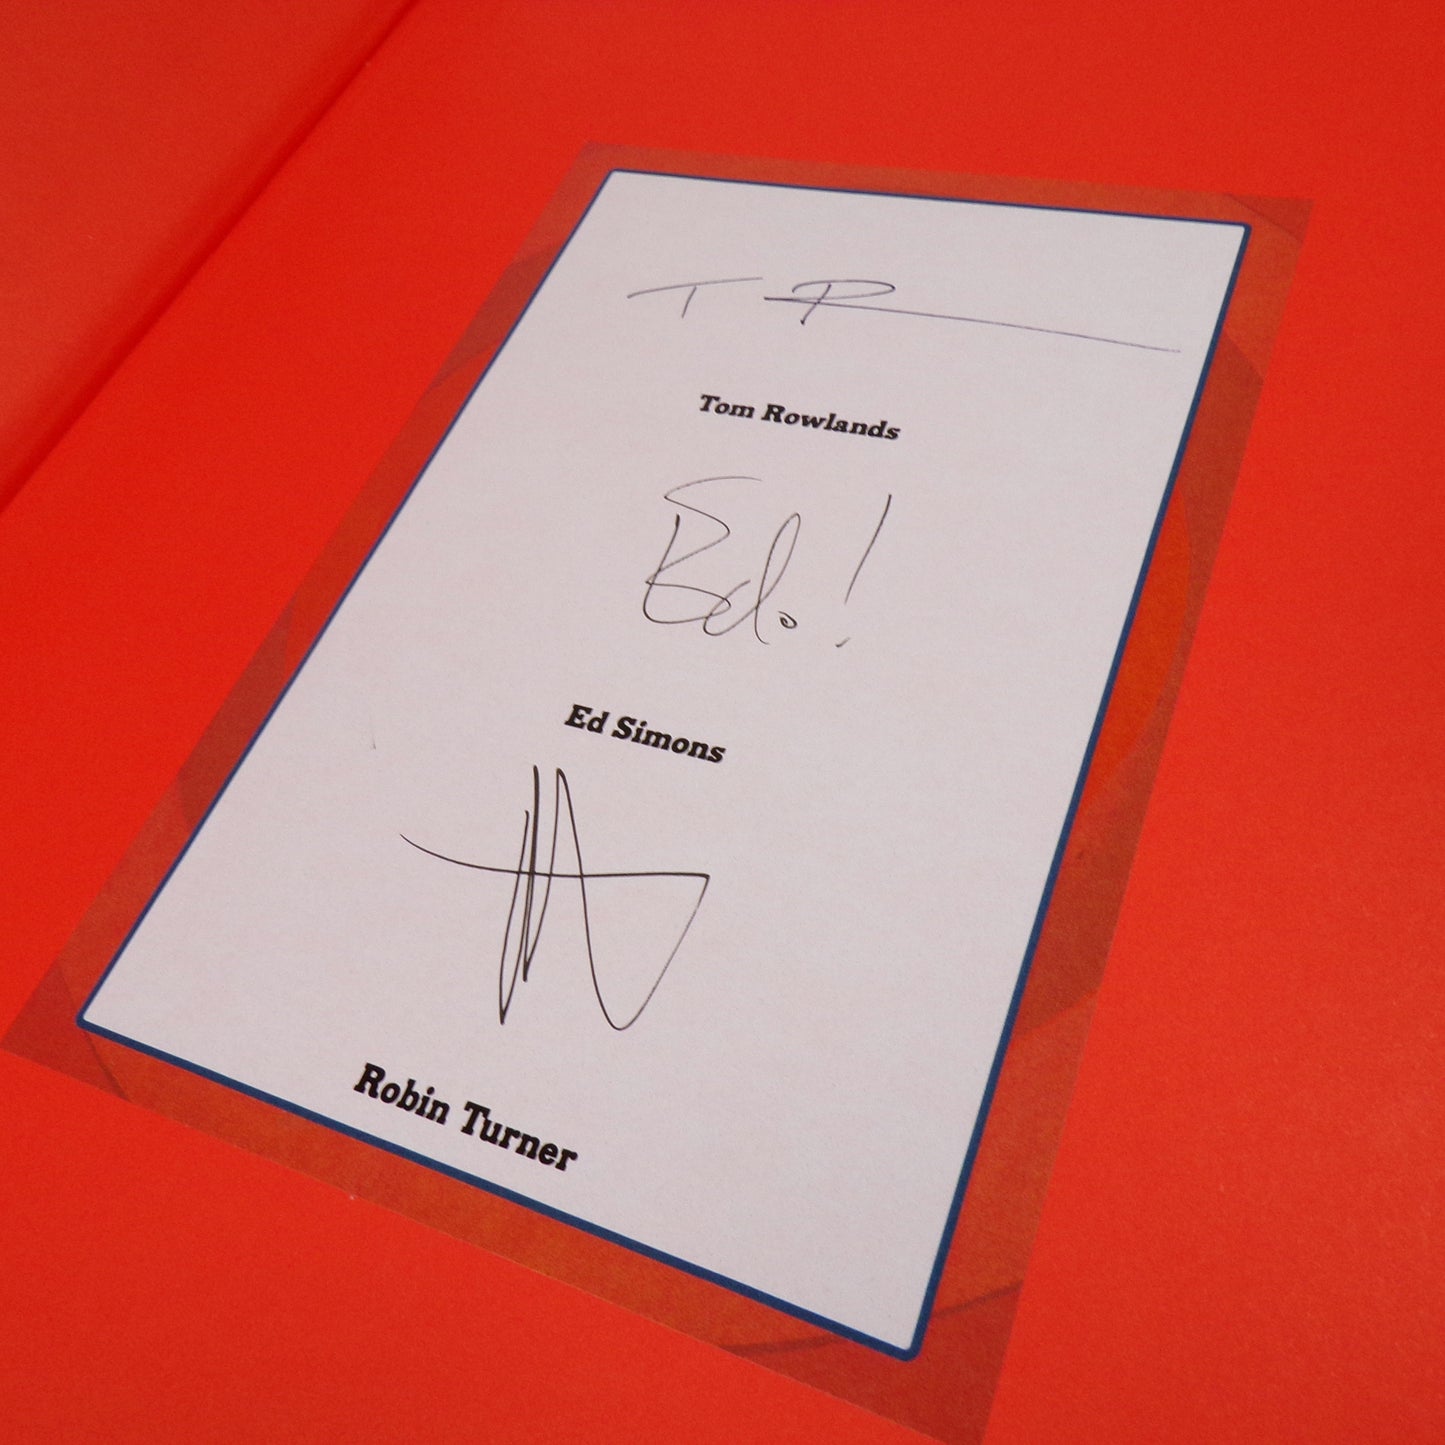 T R
Tom Rowlands
Ed. !
Ed Simons
Robin Turner